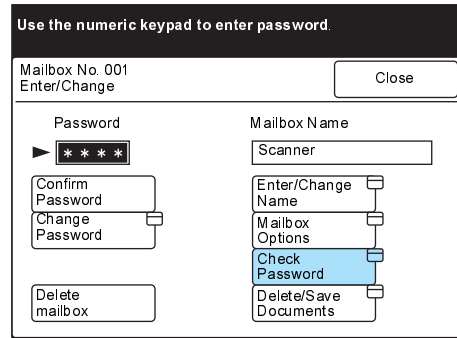 Use the numeric keypad to enter password.
Mailbox No. 001
Enter/Change
Close
Password
Mailbox Name
* * * *
Scanner
Confirm
Password
Change
Password
Delete
mailbox
Enter/Change
Name
Mailbox
Options
Check
Password
Delete/Save
Documents